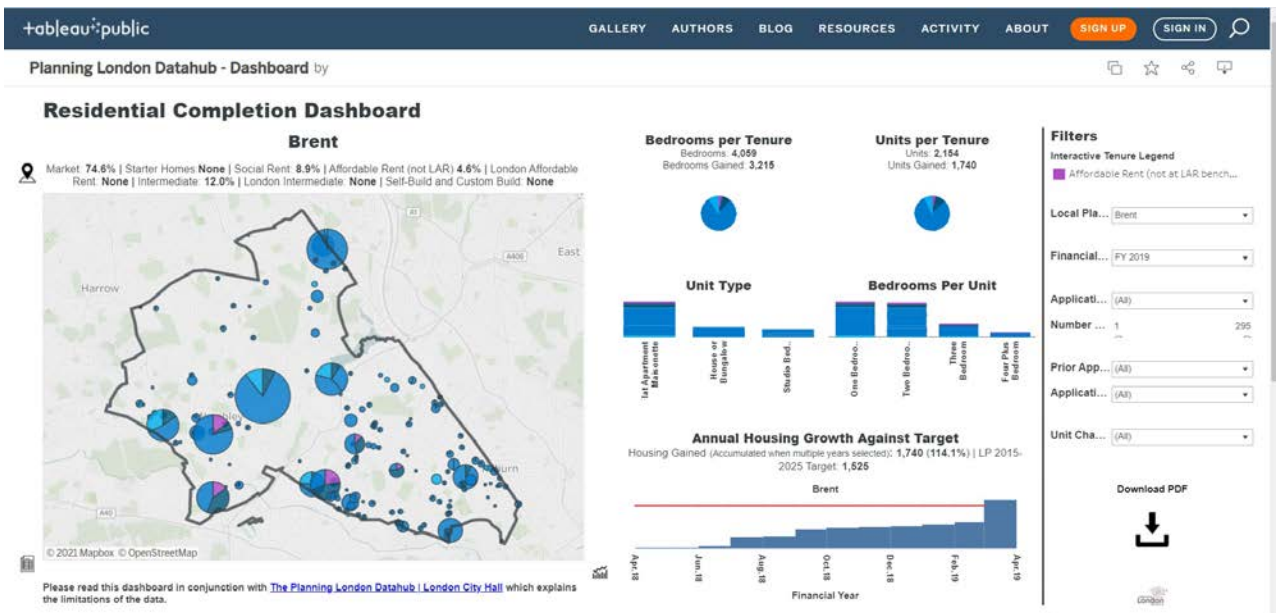 +ableau public
GALLERY AUTHORS BLOG RESOURCES ACTIVITY ABOUT SIGN UP SIGN IN
Planning London Datahub - Dashboard by
Residential Completion Dashboard
Brent
Market: 74.6% | Starter Homes None | Social Rent: 8.9% | Affordable Rent (not LAR) 4.6% | London Affordable
Rent: None | Intermediate: 12.0% | London Intermediate: None | Self-Build and Custom Build: None
A1
A406
East
Harrow
A40
© 2021 Mapbox © OpenStreetMap
Please read this dashboard in conjunction with The Planning London Datahub | London City Hall which explains
the limitations of the data.
Bedrooms per Tenure
Bedrooms: 4,059
Bedrooms Gained: 3,215
Units per Tenure
Units: 2,154
Units Gained: 1,740
Unit Type
lat Apartment
Maisonette
House or
Bungalow
Studio Bed..
Bedrooms Per Unit
One Bedroo..
Two Bedroo..
Three
Bedroom
Four Plus
Bedroom
Annual Housing Growth Against Target
Housing Gained (Accumulated when multiple years selected): 1,740 (114.1%) | LP 2015-
2025 Target: 1,525
Brent
Apr.18
Jun.18
Aug.18
Oct.18
Dec.18
Feb.19
Apr.19
Financial Year
Filters
Interactive Tenure Legend
Affordable Rent (not at LAR bench...
Local Pla... Brent
Financial... FY 2019
Applicati... (All)
Number ... 1 295
Prior App... (All)
Applicati... (All)
Unit Cha... (All)
Download PDF
London